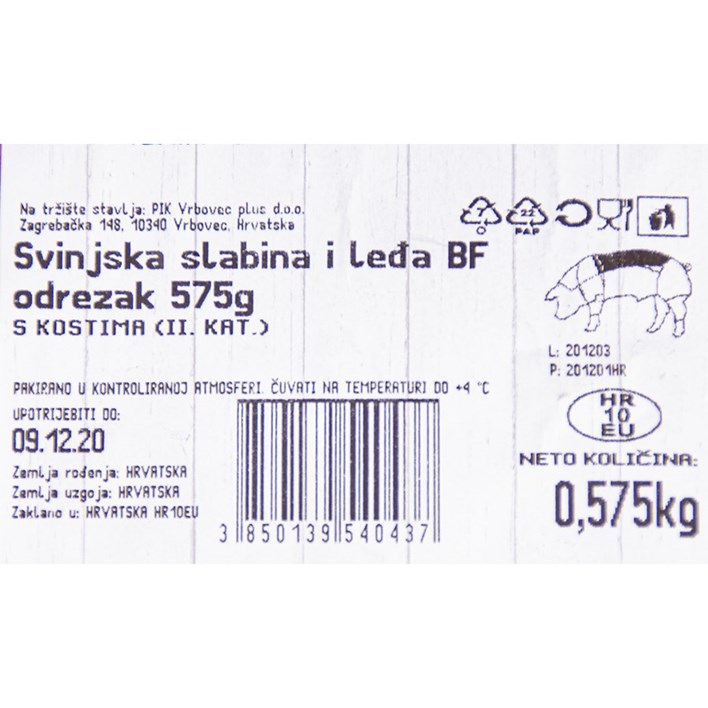 Na tržište stavlja: PIK Vrbovec plus d.o.o.
Zagrebačka 148, 10340 Vrbovec, Hrvatska
Svinjska slabina i leđa BF
odrezak 575g
S KOSTIMA (II. KAT.)
7
O
22
PAP
L: 201203
P: 201201HR
PAKIRANO U KONTROLIRANOJ ATMOSFERI. ČUVATI NA TEMPERATURI DO +4 °C
UPOTRIJEBITI DO:
09.12.20
Zemlja rođenja: HRVATSKA
Zemlja uzgoja: HRVATSKA
Zaklano u: HRVATSKA HR10EU
3 850139 540437
HR
10
EU
NETO KOLIČINA:
0,575kg